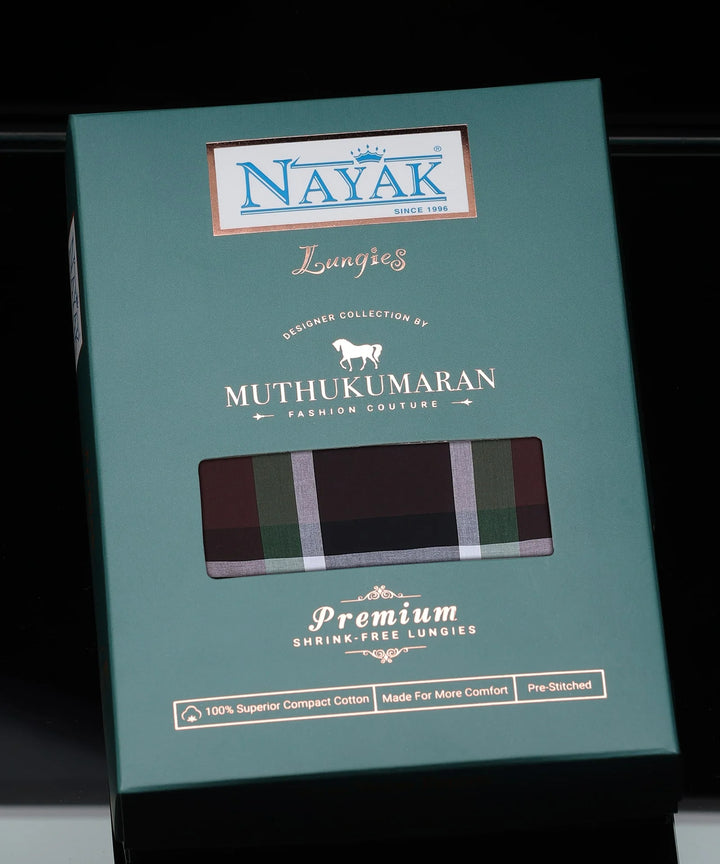 NAYAK®
SINCE 1996
Lungies
DESIGNER COLLECTION BY
MUTHUKUMARAN
FASHION COUTURE
Premium
SHRINK-FREE LUNGIES
100% Superior Compact Cotton
Made For More Comfort
Pre-Stitched